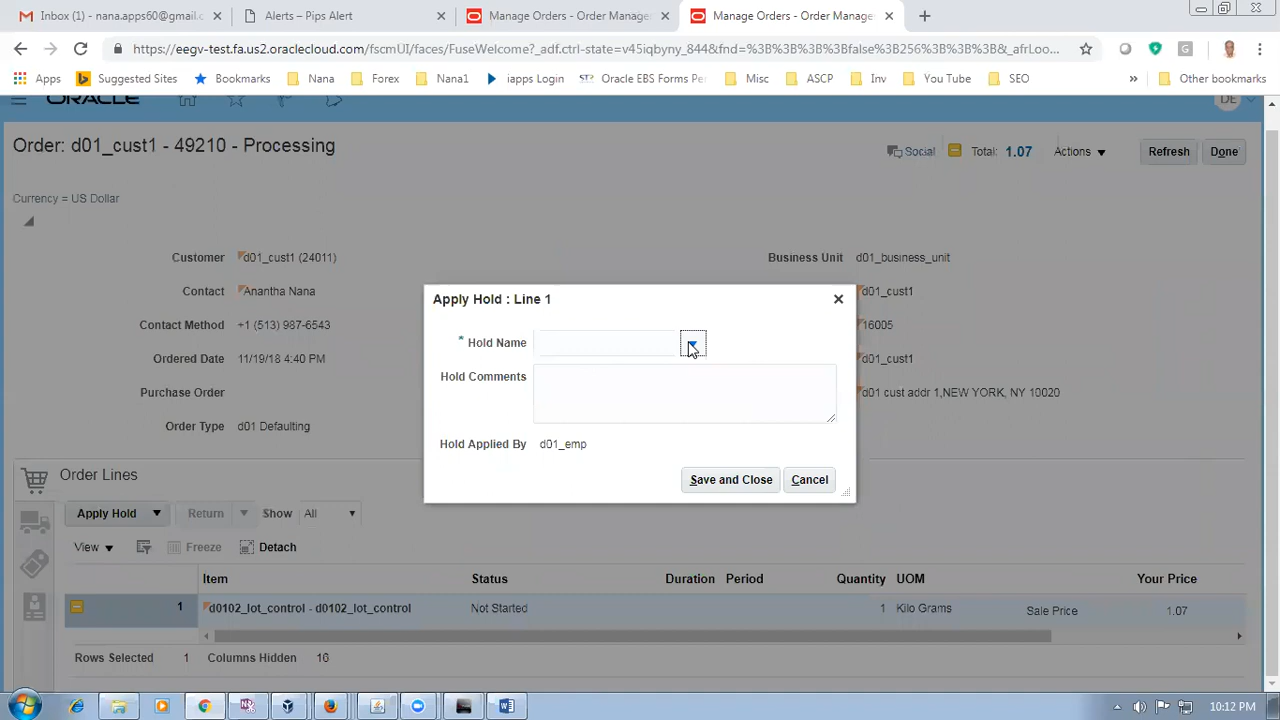 Inbox (1) - nana.apps60@gmail.c
Alerts – Pips Alert
Manage Orders - Order Manage
Manage Orders - Order Manage
https://eegv-test.fa.us2.oraclecloud.com/fscmUI/faces/FuseWelcome?_adf.ctrl-state=v45iqbyny_844&fnd=%3B%3B%3B%3Bfalse%3B256%3B%3B%3B&_afrLoo...
Apps Suggested Sites Bookmarks Nana Forex Nana1 iapps Login Oracle EBS Forms Pe Misc ASCP Inv You Tube SEO » Other bookmarks
ORACLE DE
Order: d01_cust1 - 49210 - Processing
Social Total: 1.07 Actions Refresh Done
Currency = US Dollar
Customer d01_cust1 (24011) Business Unit d01_business_unit
Contact Anantha Nana d01_cust1
Contact Method +1 (513) 987-6543 16005
Ordered Date 11/19/18 4:40 PM d01_cust1
Purchase Order d01 cust addr 1,NEW YORK, NY 10020
Order Type d01 Defaulting
Apply Hold : Line 1
* Hold Name
Hold Comments
Hold Applied By d01_emp
Save and Close Cancel
Order Lines
Apply Hold Return Show All
View Freeze Detach
Item Status Duration Period Quantity UOM Your Price
1 d0102_lot_control - d0102_lot_control Not Started 1 Kilo Grams Sale Price 1.07
Rows Selected 1 Columns Hidden 16
10:12 PM